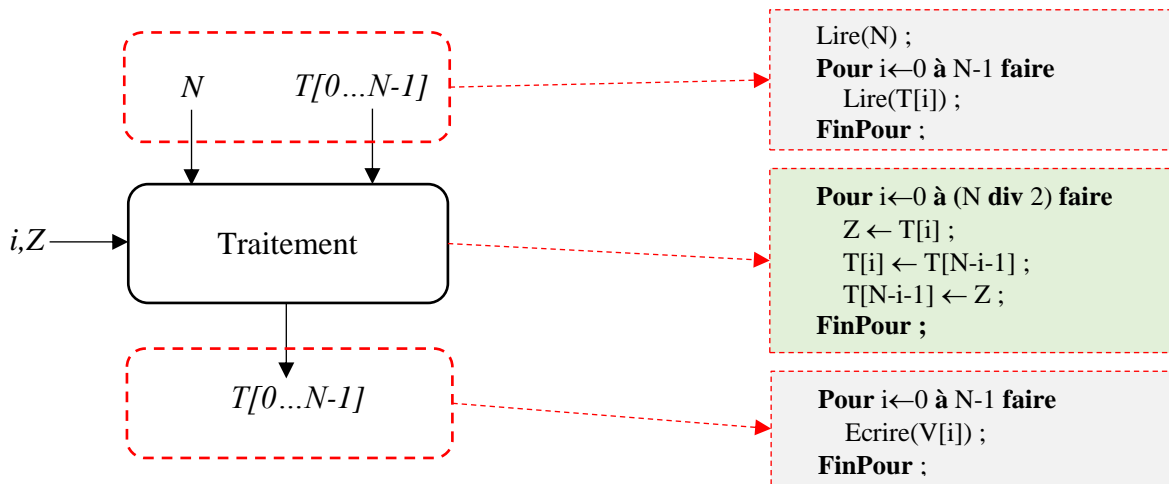 N T[0…N-1]
i,Z
Traitement
T[0…N-1]
Lire(N) ;
Pour i←0 à N-1 faire
Lire(T[i]) ;
FinPour ;
Pour i←0 à (N div 2) faire
Z ← T[i] ;
T[i] ← T[N-i-1] ;
T[N-i-1] ← Z ;
FinPour ;
Pour i←0 à N-1 faire
Ecrire(V[i]) ;
FinPour ;